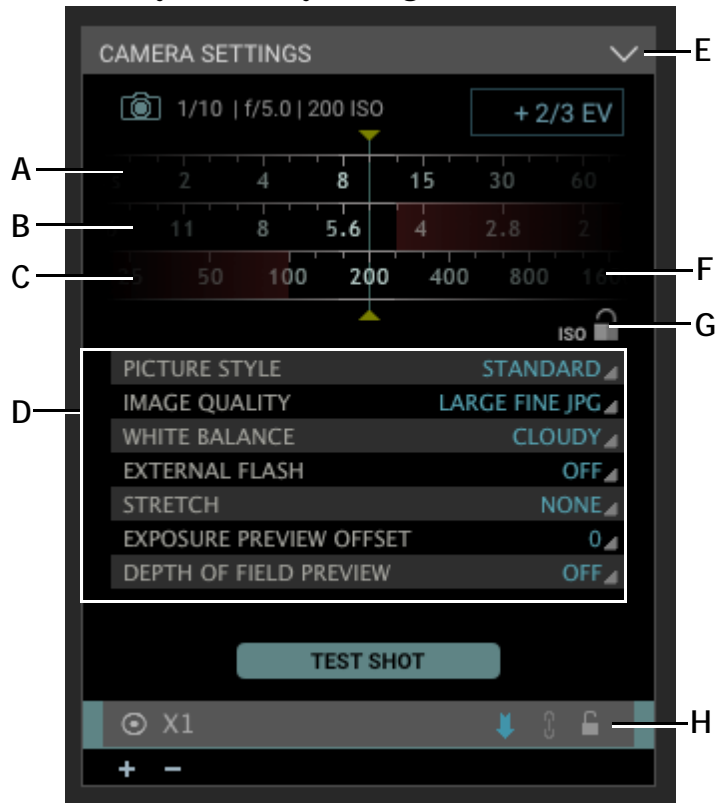 CAMERA SETTINGS E
1/10 | f/5.0 | 200 ISO + 2/3 EV
A 2 4 8 15 30 60
B 11 8 5.6 4 2.8 2
C 50 100 200 400 800 F
ISO G
PICTURE STYLE STANDARD
D IMAGE QUALITY LARGE FINE JPG
WHITE BALANCE CLOUDY
EXTERNAL FLASH OFF
STRETCH NONE
EXPOSURE PREVIEW OFFSET 0
DEPTH OF FIELD PREVIEW OFF
TEST SHOT
X1 H
+ −